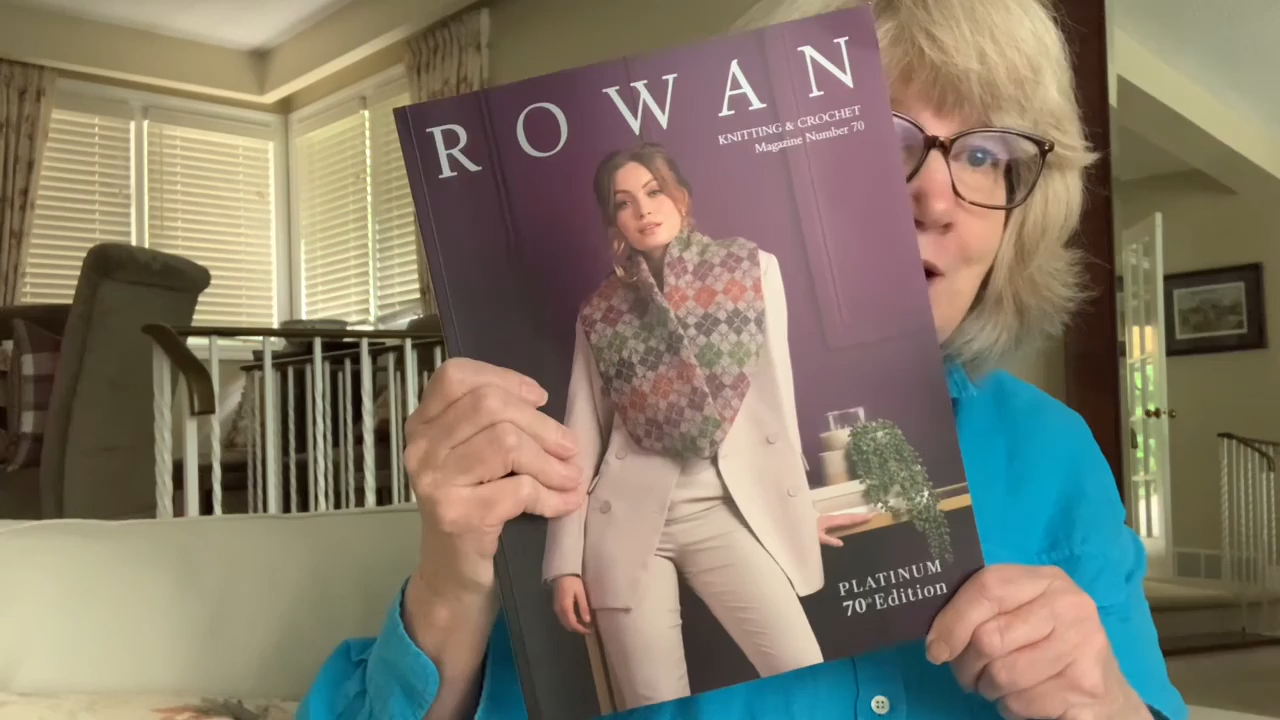 ROWAN
KNITTING & CROCHET
Magazine Number 70
PLATINUM
70th Edition